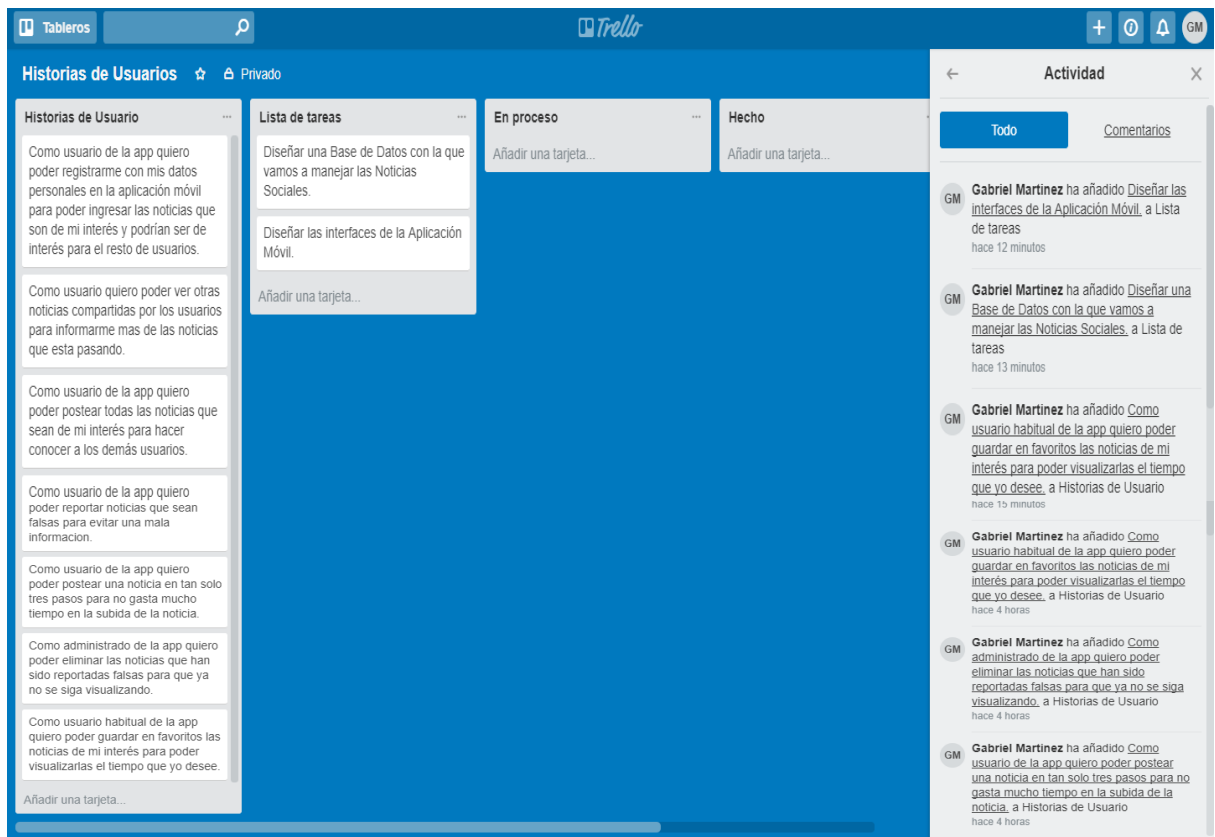 Tableros
Trello
GM
Historias de Usuarios
Privado
Historias de Usuario
Como usuario de la app quiero
poder registrarme con mis datos
personales en la aplicación móvil
para poder ingresar las noticias que
son de mi interés y podrían ser de
interés para el resto de usuarios.
Como usuario quiero poder ver otras
noticias compartidas por los usuarios
para informarme mas de las noticias
que esta pasando.
Como usuario de la app quiero
poder postear todas las noticias que
sean de mi interés para hacer
conocer a los demás usuarios.
Como usuario de la app quiero
poder reportar noticias que sean
falsas para evitar una mala
informacion.
Como usuario de la app quiero
poder postear una noticia en tan solo
tres pasos para no gasta mucho
tiempo en la subida de la noticia.
Como administrado de la app quiero
poder eliminar las noticias que han
sido reportadas falsas para que ya
no se siga visualizando.
Como usuario habitual de la app
quiero poder guardar en favoritos las
noticias de mi interés para poder
visualizarlas el tiempo que yo desee.
Añadir una tarjeta...
Lista de tareas
Diseñar una Base de Datos con la que
vamos a manejar las Noticias
Sociales.
Diseñar las interfaces de la Aplicación
Móvil.
Añadir una tarjeta...
En proceso
Añadir una tarjeta...
Hecho
Añadir una tarjeta...
Actividad
Todo
Comentarios
GM
Gabriel Martinez ha añadido Diseñar las
interfaces de la Aplicación Móvil. a Lista
de tareas
hace 12 minutos
GM
Gabriel Martinez ha añadido Diseñar una
Base de Datos con la que vamos a
manejar las Noticias Sociales. a Lista de
tareas
hace 13 minutos
GM
Gabriel Martinez ha añadido Como
usuario habitual de la app quiero poder
guardar en favoritos las noticias de mi
interés para poder visualizarlas el tiempo
que yo desee. a Historias de Usuario
hace 15 minutos
GM
Gabriel Martinez ha añadido Como
usuario habitual de la app quiero poder
guardar en favoritos las noticias de mi
interés para poder visualizarlas el tiempo
que yo desee. a Historias de Usuario
hace 4 horas
GM
Gabriel Martinez ha añadido Como
administrado de la app quiero poder
eliminar las noticias que han sido
reportadas falsas para que ya no se siga
visualizando. a Historias de Usuario
hace 4 horas
GM
Gabriel Martinez ha añadido Como
usuario de la app quiero poder postear
una noticia en tan solo tres pasos para no
gasta mucho tiempo en la subida de la
noticia. a Historias de Usuario
hace 4 horas